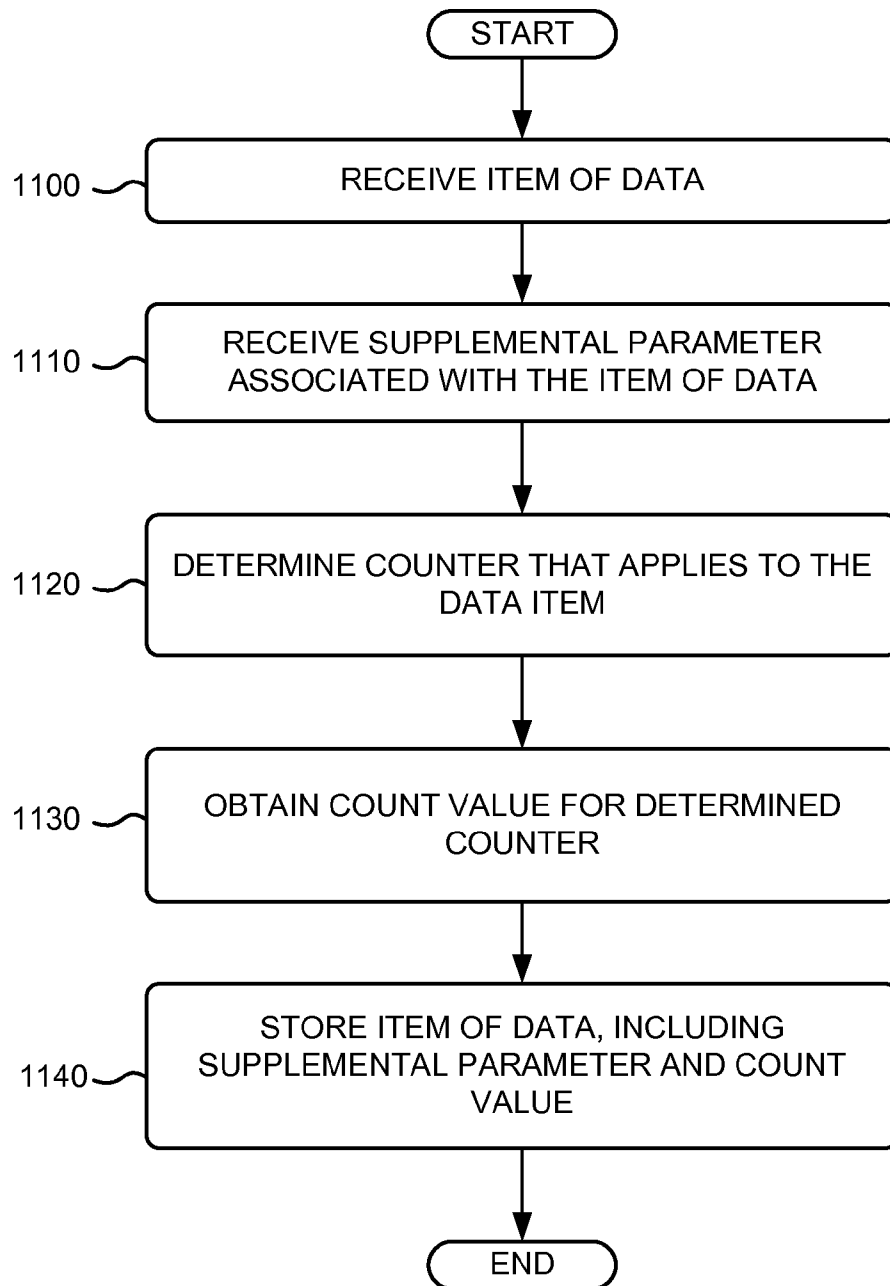 START
1100
RECEIVE ITEM OF DATA
1110
RECEIVE SUPPLEMENTAL PARAMETER
ASSOCIATED WITH THE ITEM OF DATA
1120
DETERMINE COUNTER THAT APPLIES TO THE
DATA ITEM
1130
OBTAIN COUNT VALUE FOR DETERMINED
COUNTER
1140
STORE ITEM OF DATA, INCLUDING
SUPPLEMENTAL PARAMETER AND COUNT
VALUE
END